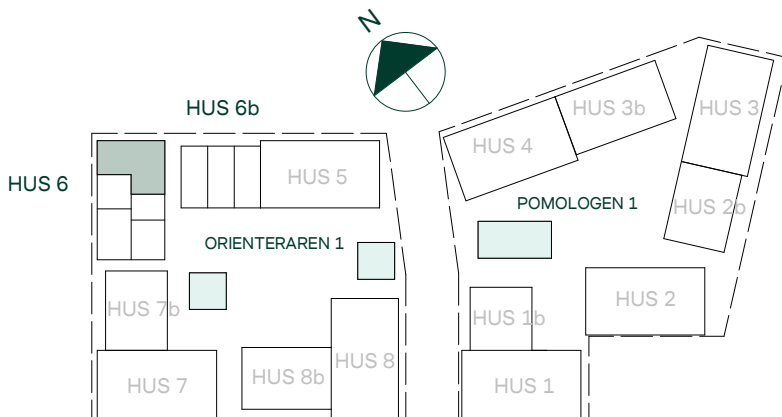 N
HUS 6b
HUS 3b
HUS 3
HUS 4
HUS 6
HUS 5
POMOLOGEN 1
HUS 2b
ORIENTERAREN 1
HUS 7b
HUS 1b
HUS 2
HUS 8
HUS 8b
HUS 7
HUS 1